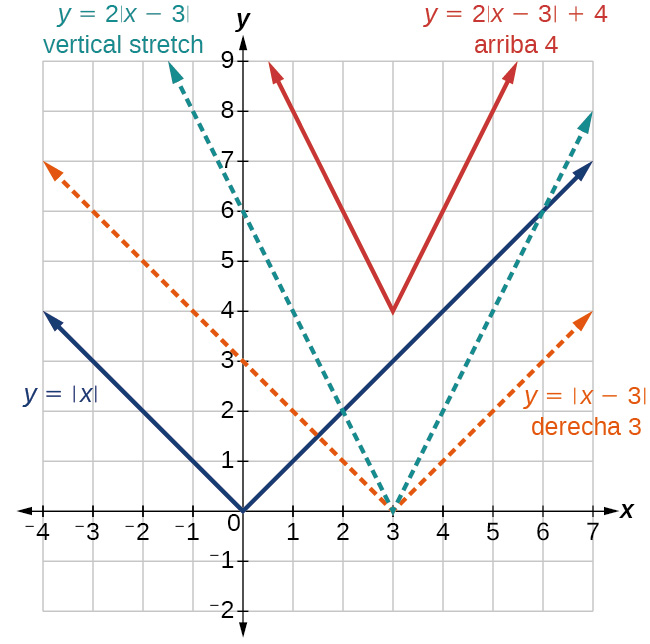 y = 2|x − 3|
vertical stretch
y = 2|x − 3| + 4
arriba 4
y
9
8
7
6
5
4
3
2
1
0
−1
−2
−4 −3 −2 −1 1 2 3 4 5 6 7
x
y = |x|
y = |x − 3|
derecha 3